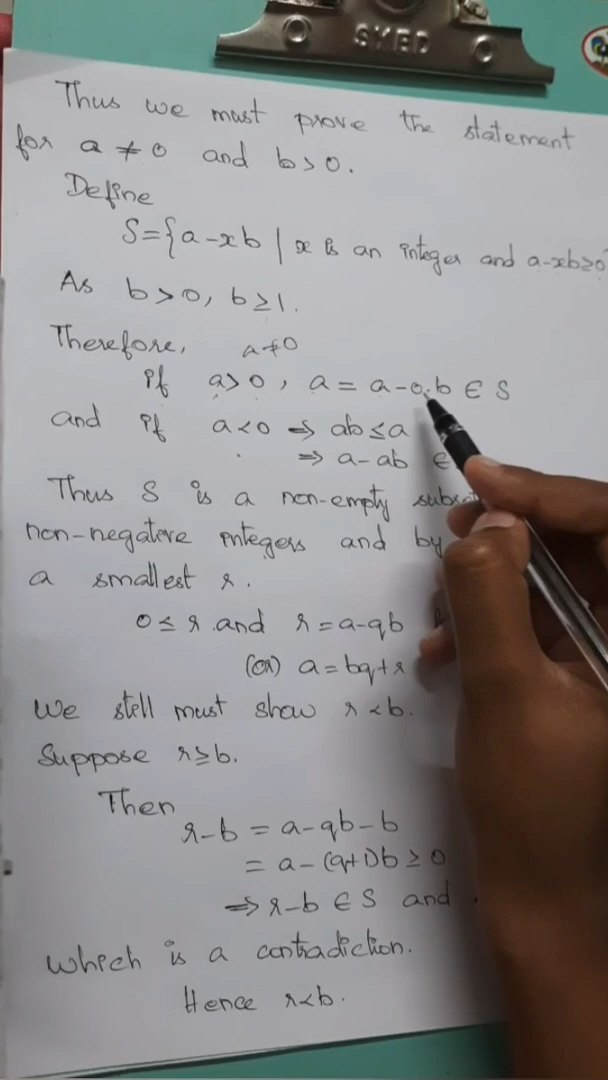 SKED
Thus we must prove the statement
for a ≠ 0 and b > 0.
Define
S = {a - xb | x is an integer and a-xb≥0
As b > 0, b ≥ 1.
Therefore, a ≠ 0
if a > 0, a = a - 0.b ∈ S
and if a < 0 ⇒ ab ≤ a
⇒ a - ab ∈
Thus S is a non-empty
non-negative integers and by
a smallest r.
0 ≤ r and r = a - qb
(or) a = bq + r
We still must show r < b.
Suppose r ≥ b.
Then
r - b = a - qb - b
= a - (q+1)b ≥ 0
⇒ r - b ∈ S and
which is a contradiction.
Hence r < b.